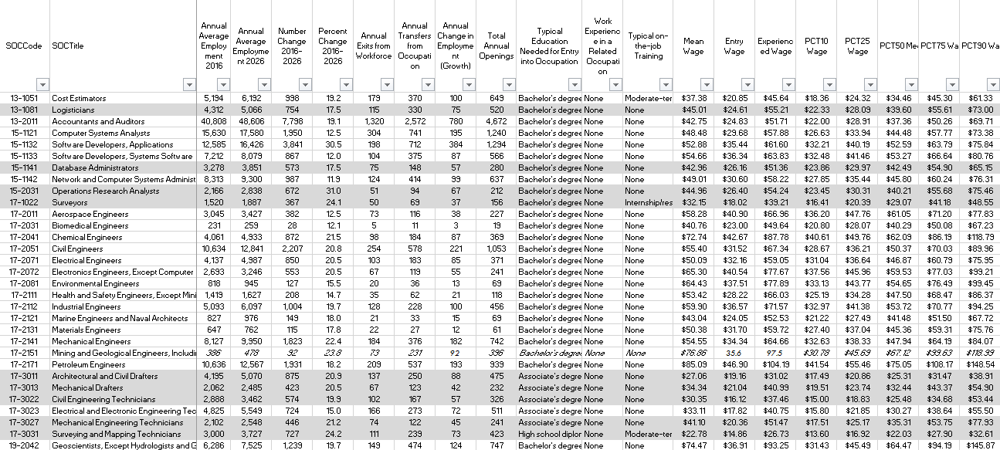 SOCCode SOCTitle Annual Average Employment 2016 Annual Average Employment 2026 Number Change 2016-2026 Percent Change 2016-2026 Annual Exits from Workforce Annual Transfers from Occupation Annual Change in Employment (Growth) Total Annual Openings Typical Education Needed for Entry into Occupation Work Experience in a Related Occupation Typical on-the-job Training Mean Wage Entry Wage Experienced Wage PCT10 Wage PCT25 Wage PCT50 Me PCT75 Wa PCT90 Wa
13-1051 Cost Estimators 5,194 6,192 998 19.2 179 370 100 649 Bachelor's degree None Moderate-ter $37.38 $20.85 $45.64 $18.36 $24.32 $34.46 $45.30 $61.33
13-1081 Logisticians 4,312 5,066 754 17.5 115 330 75 520 Bachelor's degree None None $45.01 $24.61 $55.21 $22.33 $28.09 $39.60 $55.61 $73.00
13-2011 Accountants and Auditors 40,808 48,606 7,798 19.1 1,320 2,572 780 4,672 Bachelor's degree None None $42.75 $24.83 $51.71 $22.00 $28.91 $37.36 $50.26 $69.71
15-1121 Computer Systems Analysts 15,630 17,580 1,950 12.5 304 741 195 1,240 Bachelor's degree None None $48.48 $29.68 $57.88 $26.63 $33.94 $44.48 $57.77 $73.38
15-1132 Software Developers, Applications 12,585 16,426 3,841 30.5 198 712 384 1,294 Bachelor's degree None None $52.88 $35.44 $61.60 $32.21 $40.19 $52.59 $63.79 $75.84
15-1133 Software Developers, Systems Software 7,212 8,079 867 12.0 104 375 87 566 Bachelor's degree None None $54.66 $36.34 $63.83 $32.48 $41.46 $53.27 $66.64 $80.76
15-1141 Database Administrators 3,278 3,851 573 17.5 75 148 57 280 Bachelor's degree None None $42.96 $26.16 $51.36 $23.86 $29.97 $42.49 $54.90 $65.15
15-1142 Network and Computer Systems Administ 8,313 9,300 987 11.9 124 414 99 637 Bachelor's degree None None $49.01 $30.60 $58.22 $27.85 $35.44 $45.80 $60.24 $76.31
15-2031 Operations Research Analysts 2,166 2,838 672 31.0 51 94 67 212 Bachelor's degree None None $44.96 $26.40 $54.24 $23.45 $30.31 $40.21 $55.68 $75.46
17-1022 Surveyors 1,520 1,887 367 24.1 50 69 37 156 Bachelor's degree None Internship/res $32.15 $18.02 $39.21 $16.41 $20.39 $29.07 $41.18 $48.55
17-2011 Aerospace Engineers 3,045 3,427 382 12.5 73 116 38 227 Bachelor's degree None None $58.28 $40.90 $66.96 $36.20 $47.76 $61.05 $71.20 $77.83
17-2031 Biomedical Engineers 231 259 28 12.1 5 11 3 19 Bachelor's degree None None $40.76 $23.00 $49.64 $20.80 $28.07 $40.29 $50.08 $67.23
17-2041 Chemical Engineers 4,061 4,933 872 21.5 98 184 87 369 Bachelor's degree None None $72.74 $42.67 $87.78 $40.61 $49.76 $62.09 $86.19 $118.79
17-2051 Civil Engineers 10,634 12,841 2,207 20.8 254 578 221 1,053 Bachelor's degree None None $55.40 $31.52 $67.34 $28.67 $36.21 $50.37 $70.03 $89.96
17-2071 Electrical Engineers 4,137 4,987 850 20.5 103 183 85 371 Bachelor's degree None None $50.09 $32.16 $59.05 $31.04 $36.64 $46.87 $60.79 $75.95
17-2072 Electronics Engineers, Except Computer 2,693 3,246 553 20.5 67 119 55 241 Bachelor's degree None None $65.30 $40.54 $77.67 $37.56 $45.96 $59.53 $77.03 $99.21
17-2081 Environmental Engineers 818 945 127 15.5 20 36 13 69 Bachelor's degree None None $64.43 $37.51 $77.89 $33.13 $43.77 $54.65 $76.49 $99.45
17-2111 Health and Safety Engineers, Except Mini 1,419 1,627 208 14.7 35 62 21 118 Bachelor's degree None None $53.42 $28.22 $66.03 $25.19 $34.28 $47.50 $68.47 $86.37
17-2112 Industrial Engineers 5,093 6,097 1,004 19.7 128 228 100 456 Bachelor's degree None None $59.90 $36.57 $71.57 $32.97 $41.38 $53.72 $70.77 $94.25
17-2121 Marine Engineers and Naval Architects 827 976 149 18.0 21 33 15 69 Bachelor's degree None None $43.04 $24.05 $52.53 $21.22 $27.49 $41.48 $51.50 $67.72
17-2131 Materials Engineers 647 762 115 17.8 22 27 12 61 Bachelor's degree None None $50.38 $31.70 $59.72 $27.40 $37.04 $45.36 $59.31 $75.76
17-2141 Mechanical Engineers 8,127 9,950 1,823 22.4 184 376 182 742 Bachelor's degree None None $54.55 $34.34 $64.66 $32.63 $38.33 $47.94 $64.19 $84.07
17-2151 Mining and Geological Engineers, Includin 386 478 92 23.8 73 231 9.2 396 Bachelor's degree None None $76.86 35.6 97.5 $30.79 $45.69 $67.12 $99.63 $118.99
17-2171 Petroleum Engineers 10,636 12,567 1,931 18.2 209 537 193 939 Bachelor's degree None None $85.09 $46.90 $104.19 $41.54 $55.46 $75.05 $108.17 $148.54
17-3011 Architectural and Civil Drafters 4,195 5,070 875 20.9 137 250 88 475 Associate's degre None None $27.06 $19.16 $31.02 $17.49 $20.86 $25.31 $31.47 $38.91
17-3013 Mechanical Drafters 2,062 2,485 423 20.5 67 123 42 232 Associate's degre None None $34.34 $21.04 $40.99 $19.51 $23.74 $32.44 $43.37 $54.90
17-3022 Civil Engineering Technicians 2,888 3,462 574 19.9 102 167 57 326 Associate's degre None None $30.35 $16.12 $37.46 $15.00 $18.83 $25.48 $34.68 $53.44
17-3023 Electrical and Electronic Engineering Tec 4,825 5,549 724 15.0 166 273 72 511 Associate's degre None None $33.11 $17.82 $40.75 $15.80 $21.85 $30.27 $38.64 $55.50
17-3027 Mechanical Engineering Technicians 2,102 2,548 446 21.2 74 122 45 241 Associate's degre None None $41.10 $20.36 $51.47 $17.51 $25.17 $35.31 $53.75 $77.93
17-3031 Surveying and Mapping Technicians 3,000 3,727 727 24.2 111 239 73 423 High school diplor None Moderate-ter $22.78 $14.86 $26.73 $13.60 $16.92 $22.03 $27.90 $32.61
19-2042 Geoscientists, Except Hydrologists and G 6,286 7,525 1,239 19.7 149 474 124 747 Bachelor's degree None None $74.47 $36.91 $93.25 $31.43 $45.49 $64.47 $94.19 $145.87